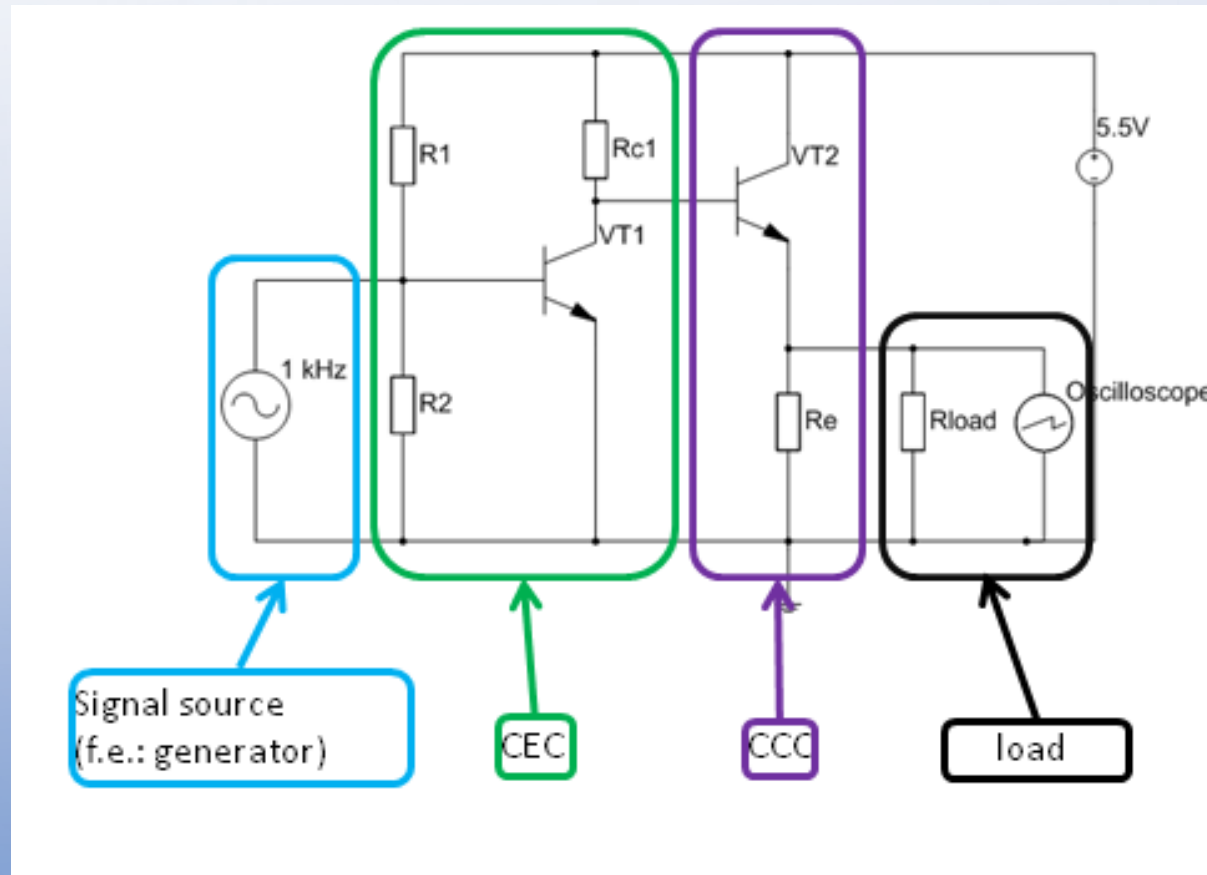 5.5V
R1
Rc1
VT2
VT1
1 kHz
R2
Re
Rload
Oscilloscope
Signal source
(f.e.: generator)
CEC
CCC
load